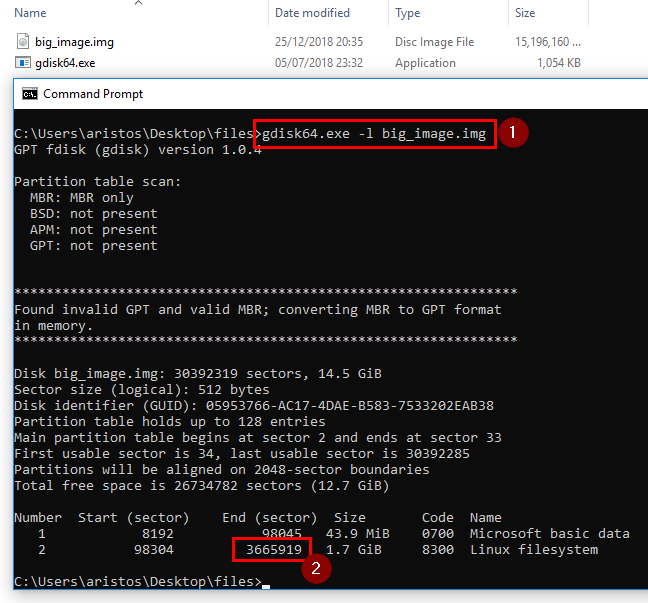 Name Date modified Type Size
big_image.img 25/12/2018 20:35 Disc Image File 15,196,160 ...
gdisk64.exe 05/07/2018 23:32 Application 1,054 KB
Command Prompt
C:\Users\aristos\Desktop\files>gdisk64.exe -l big_image.img 1
GPT fdisk (gdisk) version 1.0.4
Partition table scan:
MBR: MBR only
BSD: not present
APM: not present
GPT: not present
***************************************************************
Found invalid GPT and valid MBR; converting MBR to GPT format
in memory.
***************************************************************
Disk big_image.img: 30392319 sectors, 14.5 GiB
Sector size (logical): 512 bytes
Disk identifier (GUID): 05953766-AC17-4DAE-B583-7533202EAB38
Partition table holds up to 128 entries
Main partition table begins at sector 2 and ends at sector 33
First usable sector is 34, last usable sector is 30392285
Partitions will be aligned on 2048-sector boundaries
Total free space is 26734782 sectors (12.7 GiB)
Number Start (sector) End (sector) Size Code Name
1 8192 98045 43.9 MiB 0700 Microsoft basic data
2 98304 3665919 1.7 GiB 8300 Linux filesystem
2
C:\Users\aristos\Desktop\files>